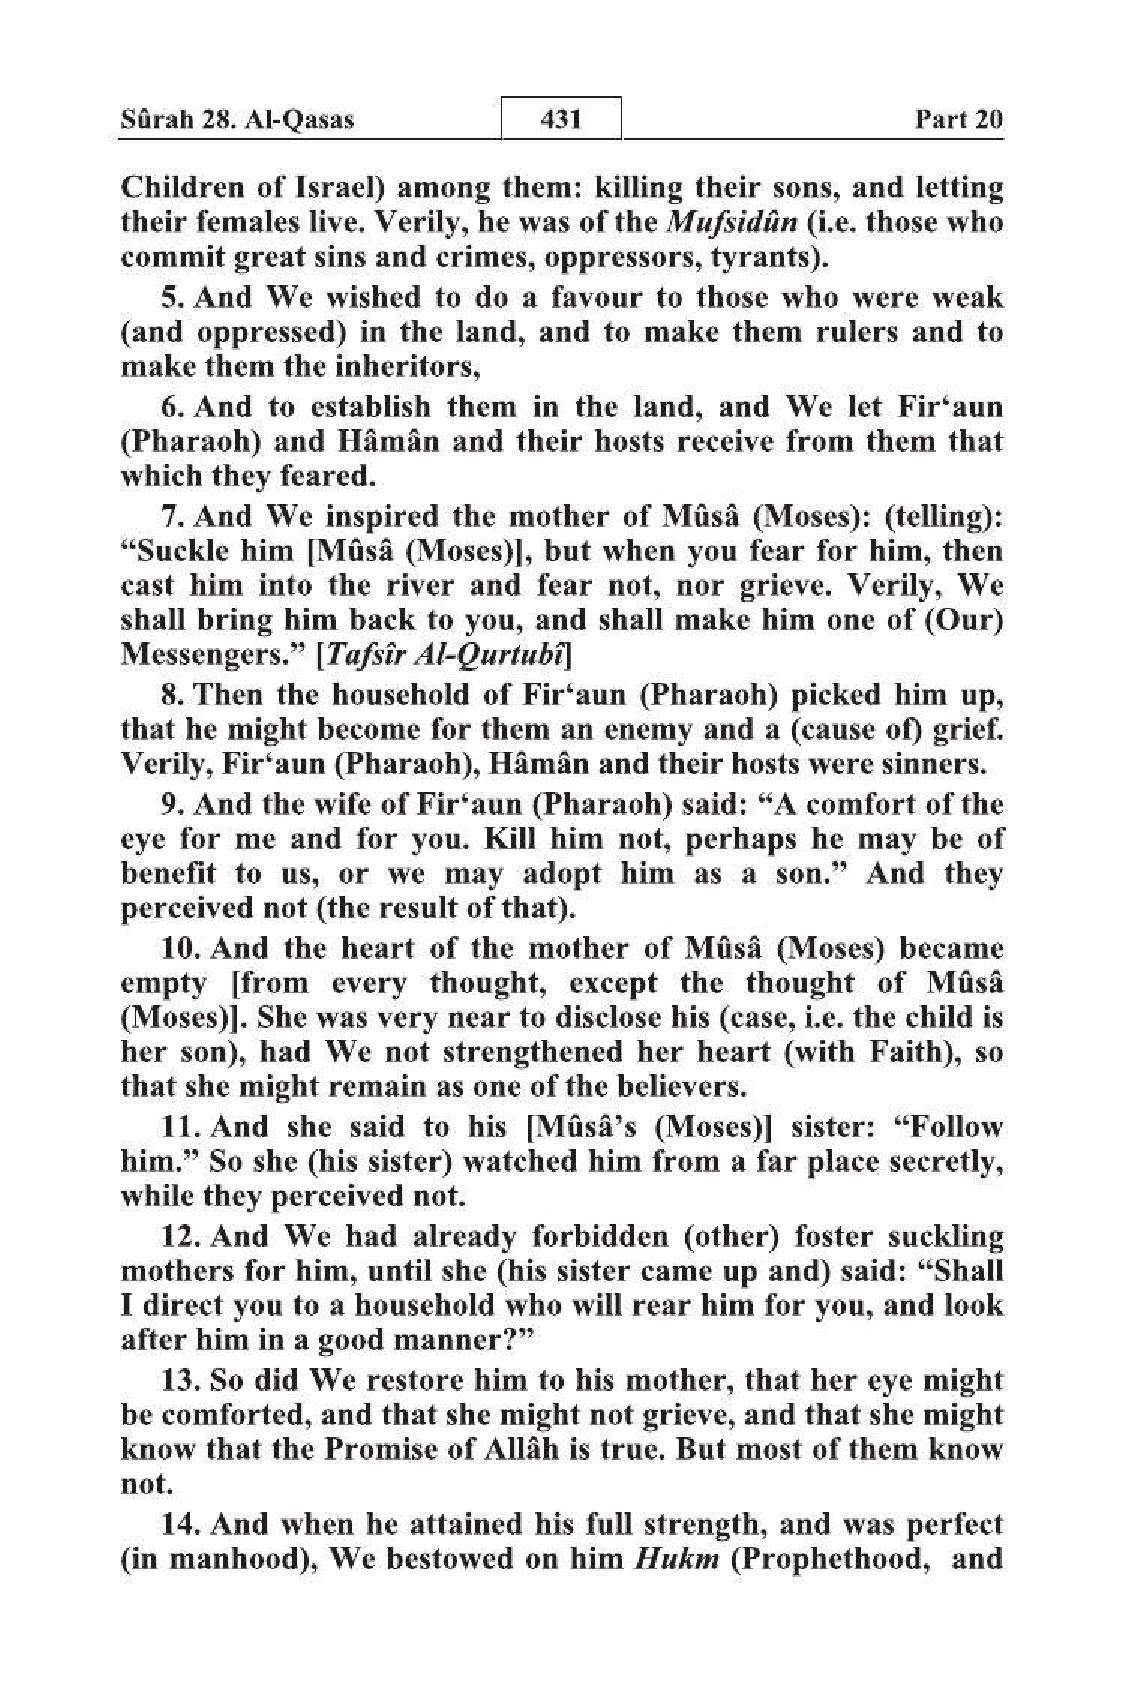 Sûrah 28. Al-Qasas 431 Part 20
Children of Israel) among them: killing their sons, and letting
their females live. Verily, he was of the Mufsidûn (i.e. those who
commit great sins and crimes, oppressors, tyrants).
5. And We wished to do a favour to those who were weak
(and oppressed) in the land, and to make them rulers and to
make them the inheritors,
6. And to establish them in the land, and We let Fir‘aun
(Pharaoh) and Hâmân and their hosts receive from them that
which they feared.
7. And We inspired the mother of Mûsâ (Moses): (telling):
“Suckle him [Mûsâ (Moses)], but when you fear for him, then
cast him into the river and fear not, nor grieve. Verily, We
shall bring him back to you, and shall make him one of (Our)
Messengers.” [Tafsîr Al-Qurtubî]
8. Then the household of Fir‘aun (Pharaoh) picked him up,
that he might become for them an enemy and a (cause of) grief.
Verily, Fir‘aun (Pharaoh), Hâmân and their hosts were sinners.
9. And the wife of Fir‘aun (Pharaoh) said: “A comfort of the
eye for me and for you. Kill him not, perhaps he may be of
benefit to us, or we may adopt him as a son.” And they
perceived not (the result of that).
10. And the heart of the mother of Mûsâ (Moses) became
empty [from every thought, except the thought of Mûsâ
(Moses)]. She was very near to disclose his (case, i.e. the child is
her son), had We not strengthened her heart (with Faith), so
that she might remain as one of the believers.
11. And she said to his [Mûsâ’s (Moses)] sister: “Follow
him.” So she (his sister) watched him from a far place secretly,
while they perceived not.
12. And We had already forbidden (other) foster suckling
mothers for him, until she (his sister came up and) said: “Shall
I direct you to a household who will rear him for you, and look
after him in a good manner?”
13. So did We restore him to his mother, that her eye might
be comforted, and that she might not grieve, and that she might
know that the Promise of Allâh is true. But most of them know
not.
14. And when he attained his full strength, and was perfect
(in manhood), We bestowed on him Hukm (Prophethood, and